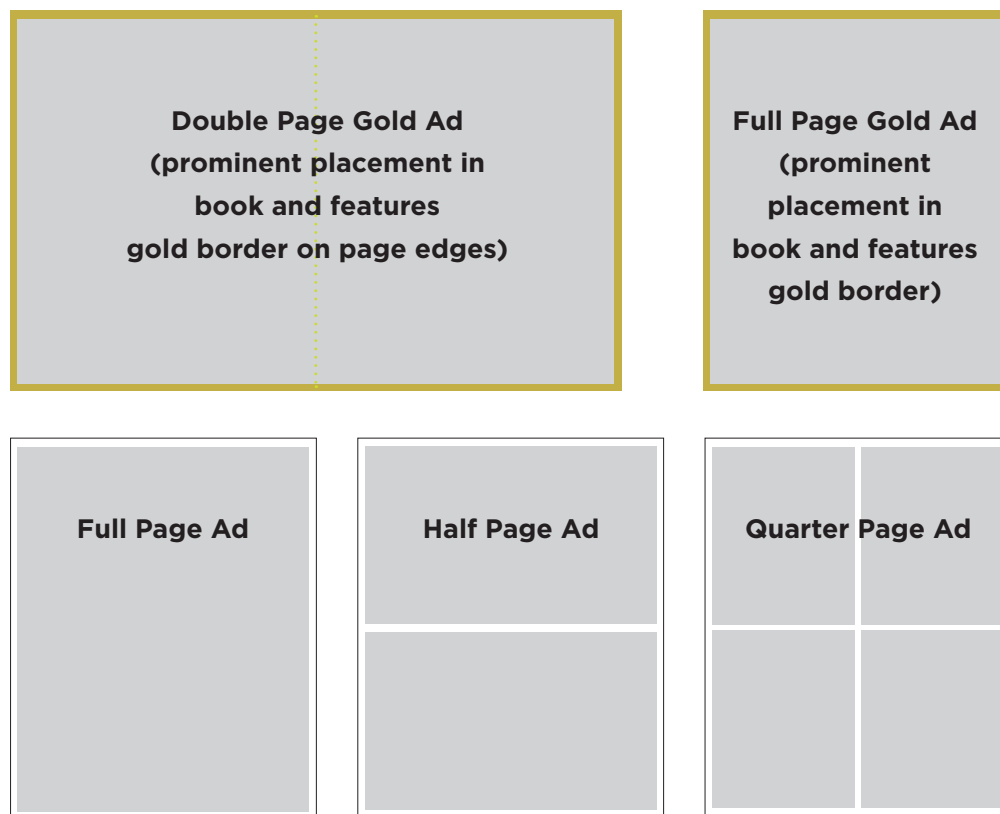 Double Page Gold Ad
(prominent placement in
book and features
gold border on page edges)
Full Page Gold Ad
(prominent
placement in
book and features
gold border)
Full Page Ad
Half Page Ad
Quarter Page Ad